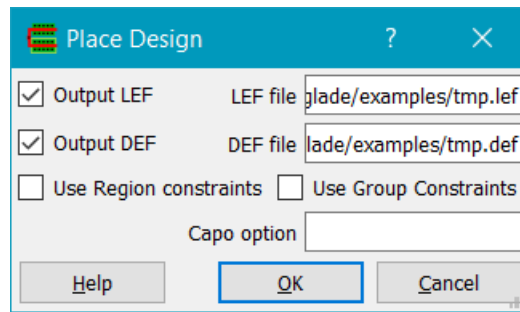 Place Design ? ×
Output LEF LEF file glade/examples/tmp.lef
Output DEF DEF file lade/examples/tmp.def
Use Region constraints Use Group Constraints
Capo option
Help OK Cancel